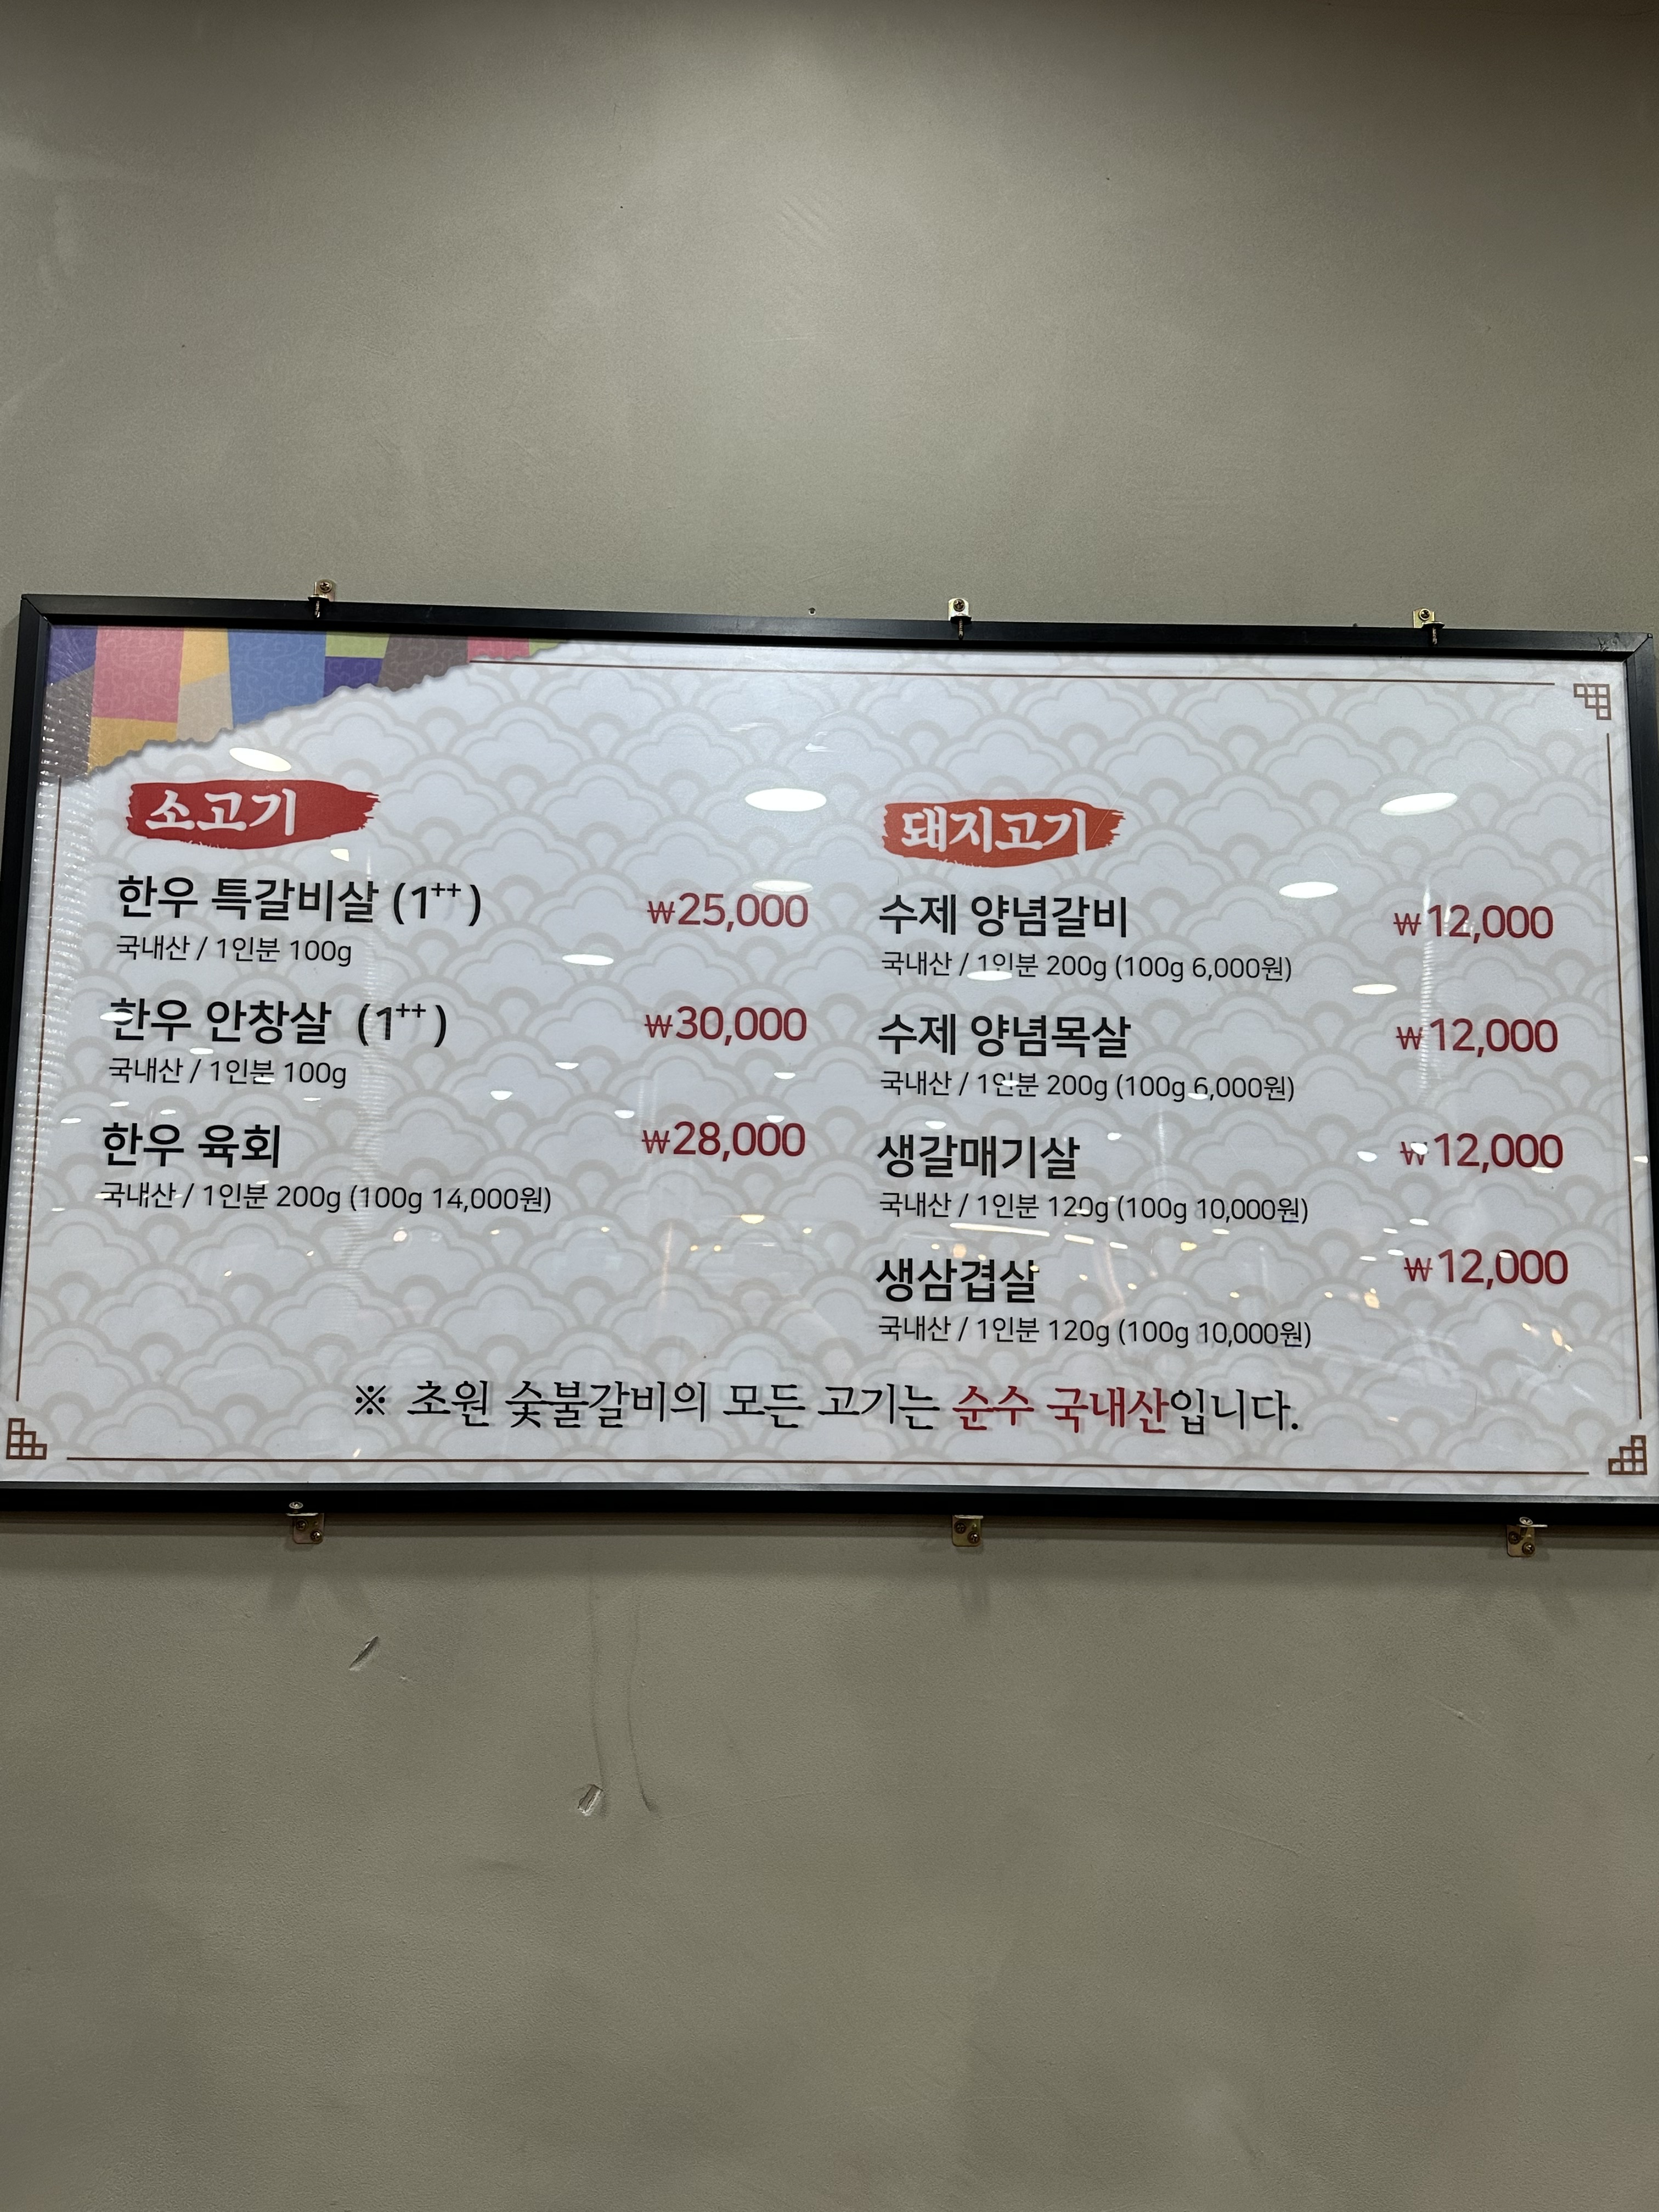 소고기
한우 특갈비살 (1++) ₩25,000
국내산 / 1인분 100g
한우 안창살 (1++) ₩30,000
국내산 / 1인분 100g
한우 육회 ₩28,000
국내산 / 1인분 200g (100g 14,000원)
돼지고기
수제 양념갈비 ₩12,000
국내산 / 1인분 200g (100g 6,000원)
수제 양념목살 ₩12,000
국내산 / 1인분 200g (100g 6,000원)
생갈매기살 ₩12,000
국내산 / 1인분 120g (100g 10,000원)
생삼겹살 ₩12,000
국내산 / 1인분 120g (100g 10,000원)
※ 초원 숯불갈비의 모든 고기는 순수 국내산입니다.